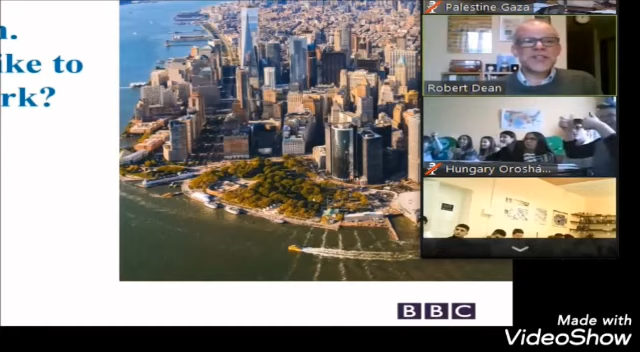 n.
ike to
rk?
Palestine Gaza
Robert Dean
Hungary Orosha...
BBC
Made with
VideoShow